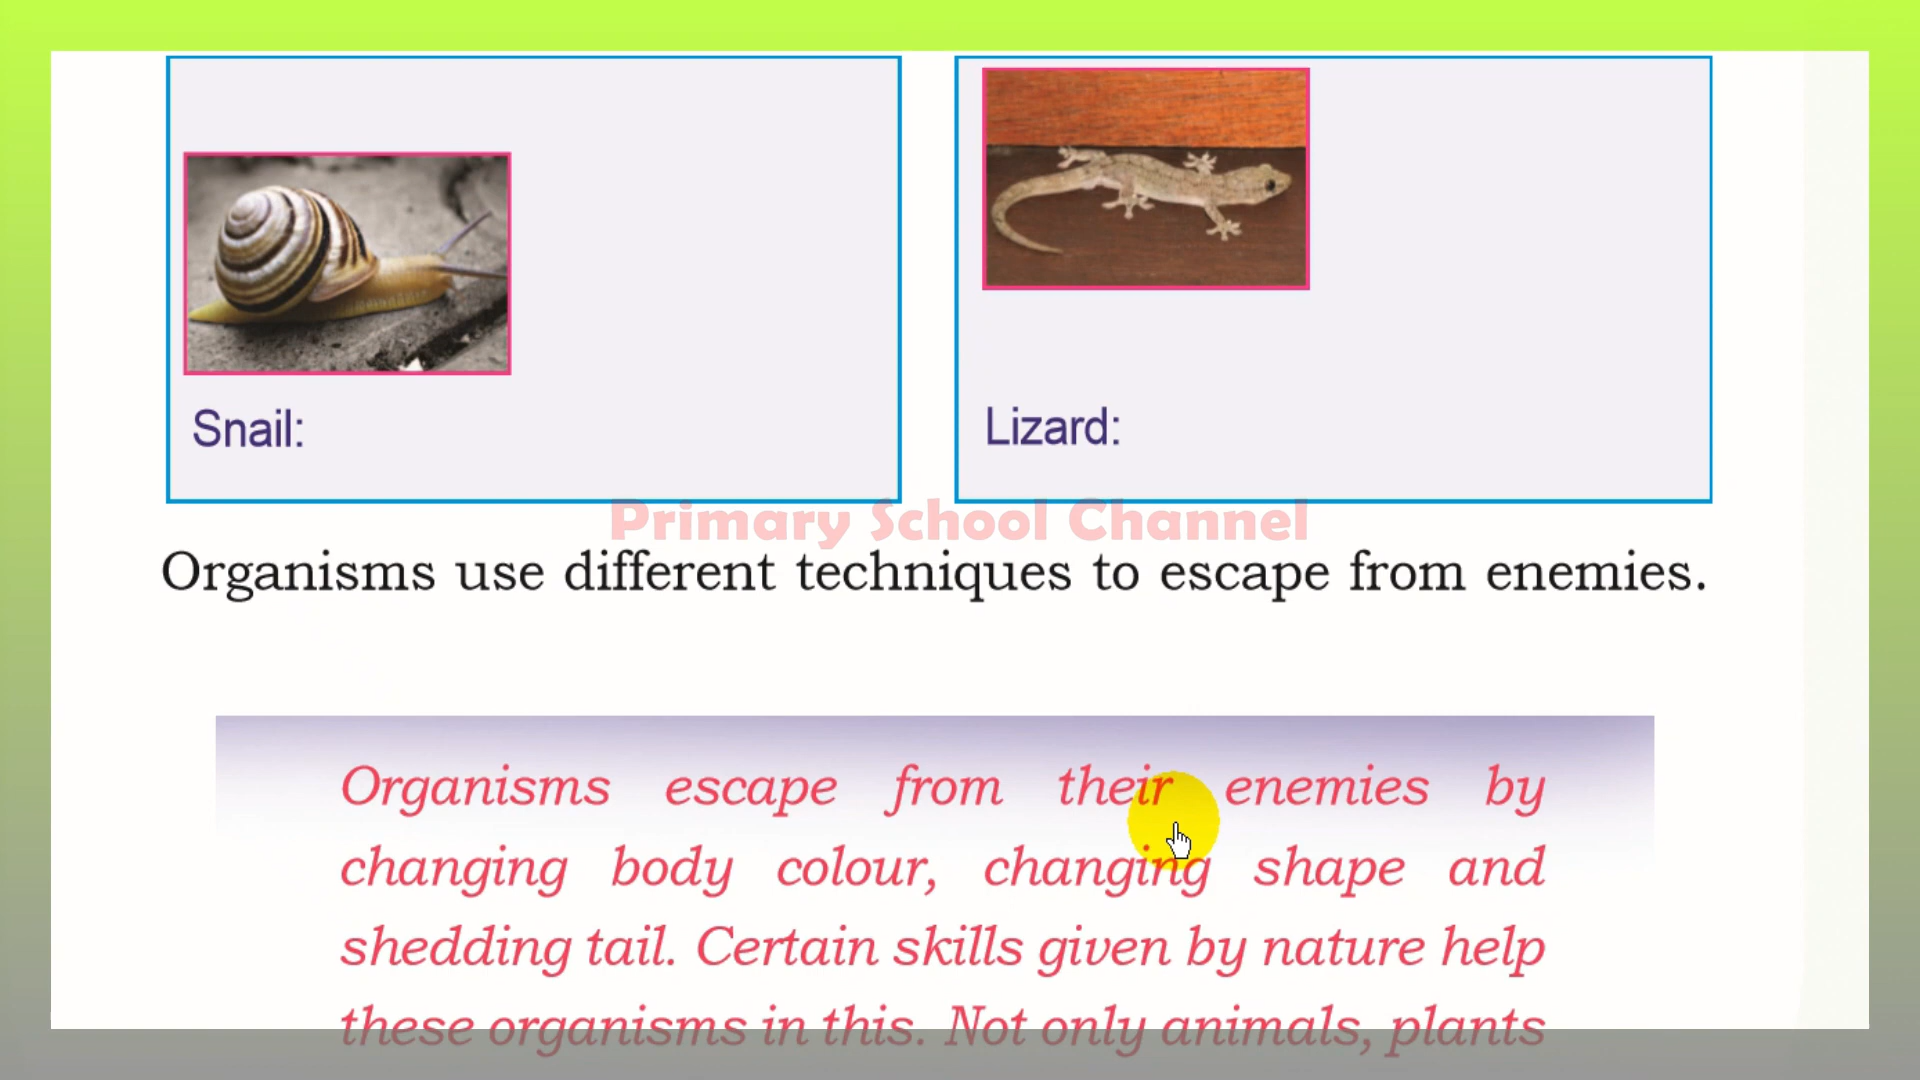 Snail:
Lizard:
Primary School Channel
Organisms use different techniques to escape from enemies.
Organisms escape from their enemies by
changing body colour, changing shape and
shedding tail. Certain skills given by nature help
these organisms in this. Not only animals, plants